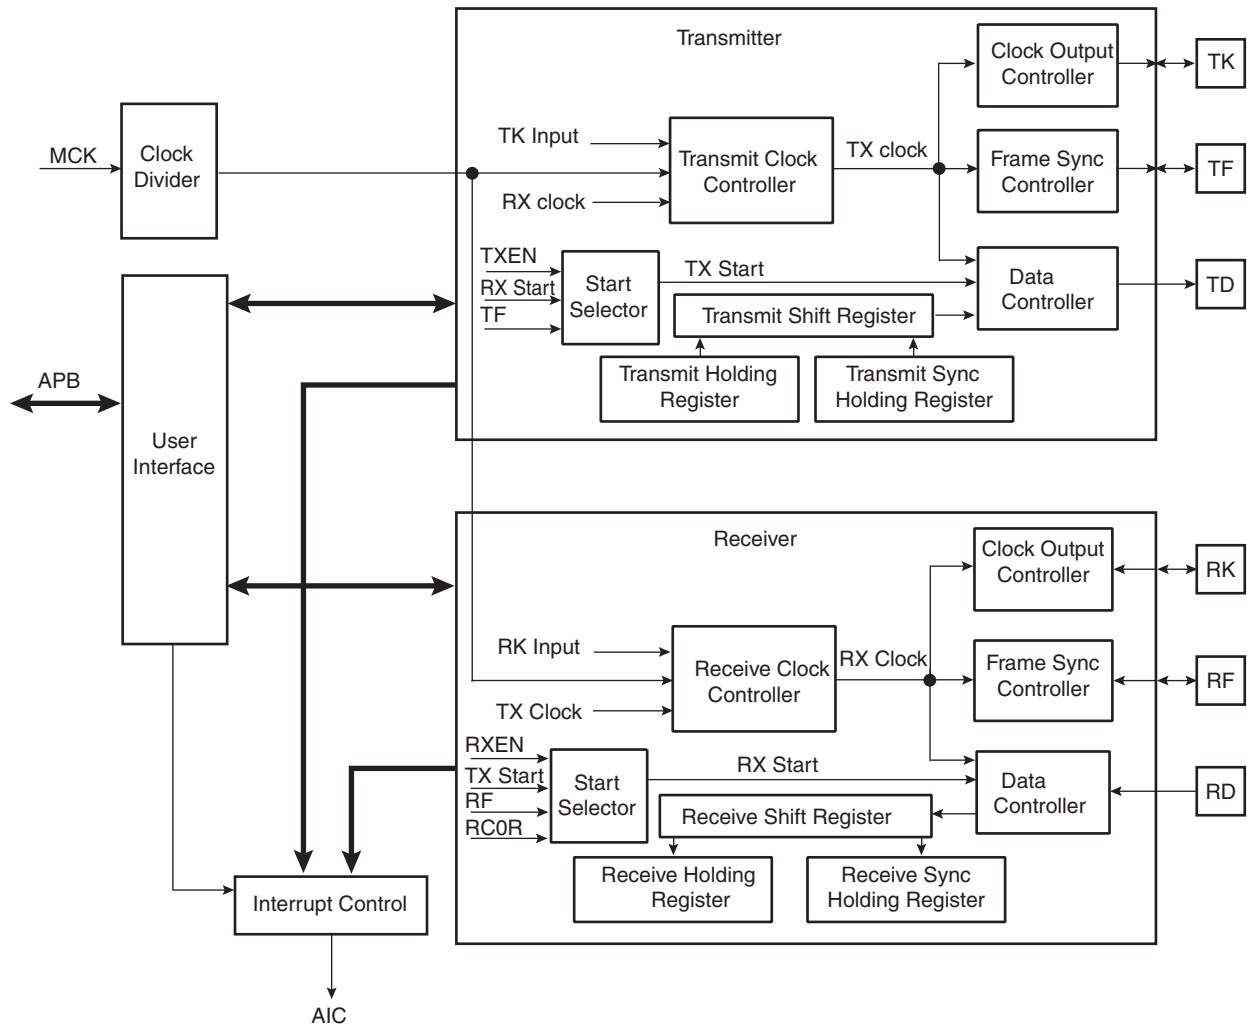 Transmitter
Clock Output
Controller
TK
MCK
Clock
Divider
TK Input
RX clock
Transmit Clock
Controller
TX clock
Frame Sync
Controller
TF
TXEN
RX Start
TF
Start
Selector
TX Start
Data
Controller
TD
Transmit Shift Register
Transmit Holding
Register
Transmit Sync
Holding Register
APB
User
Interface
Receiver
Clock Output
Controller
RK
RK Input
TX Clock
Receive Clock
Controller
RX Clock
Frame Sync
Controller
RF
RXEN
TX Start
RF
RC0R
Start
Selector
RX Start
Data
Controller
RD
Receive Shift Register
Receive Holding
Register
Receive Sync
Holding Register
Interrupt Control
AIC